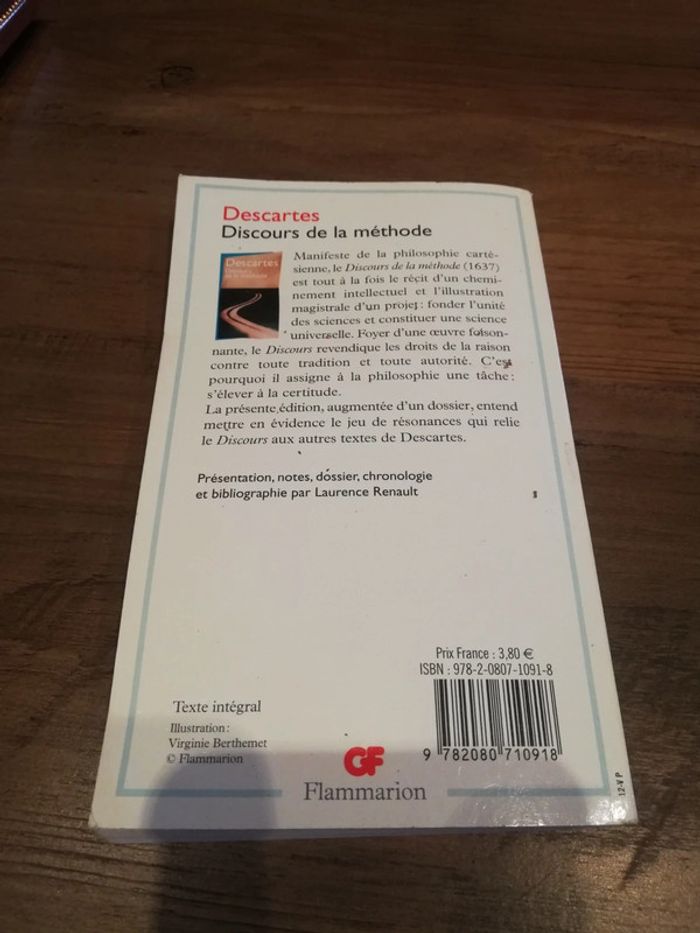 Descartes
Discours de la méthode
Descartes
Discours
de la méthode
Manifeste de la philosophie carté-
sienne, le Discours de la méthode (1637)
est tout à la fois le récit d'un chemi-
nement intellectuel et l'illustration
magistrale d'un projet : fonder l'unité
des sciences et constituer une science
universelle. Foyer d'une œuvre foison-
nante, le Discours revendique les droits de la raison
contre toute tradition et toute autorité. C'est
pourquoi il assigne à la philosophie une tâche :
s'élever à la certitude.
La présente édition, augmentée d'un dossier, entend
mettre en évidence le jeu de résonances qui relie
le Discours aux autres textes de Descartes.
Présentation, notes, dossier, chronologie
et bibliographie par Laurence Renault
Prix France : 3,80 €
ISBN : 978-2-0807-1091-8
9 782080 710918
Texte intégral
Illustration :
Virginie Berthemet
© Flammarion
GF
Flammarion
12-V P